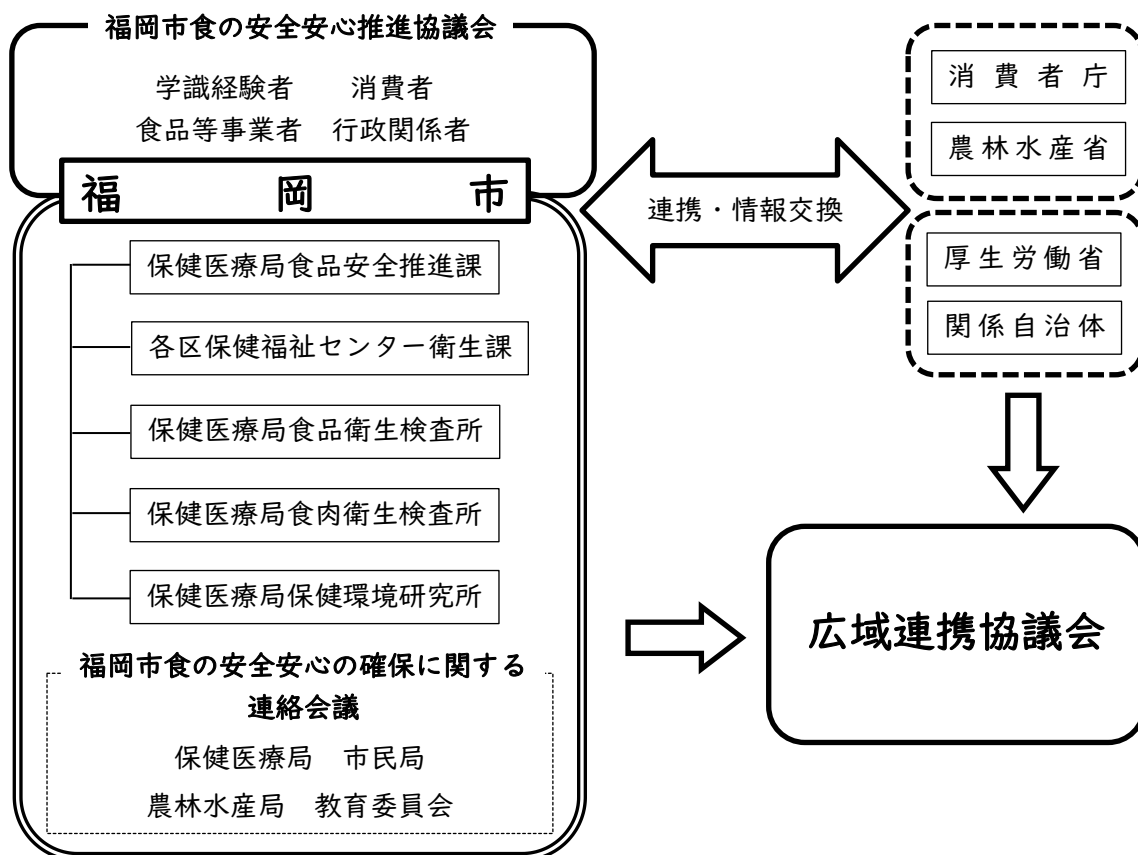 福岡市食の安全安心推進協議会
学識経験者　消費者
食品等事業者　行政関係者
福岡市
保健医療局食品安全推進課
各区保健福祉センター衛生課
保健医療局食品衛生検査所
保健医療局食肉衛生検査所
保健医療局保健環境研究所
福岡市食の安全安心の確保に関する
連絡会議
保健医療局　市民局
農林水産局　教育委員会
連携・情報交換
消費者庁
農林水産省
厚生労働省
関係自治体
広域連携協議会